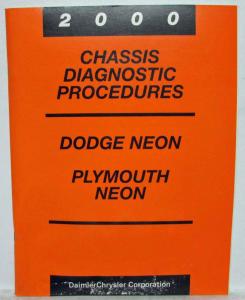 2000
CHASSIS
DIAGNOSTIC
PROCEDURES
DODGE NEON
PLYMOUTH
NEON
DaimlerChrysler Corporation